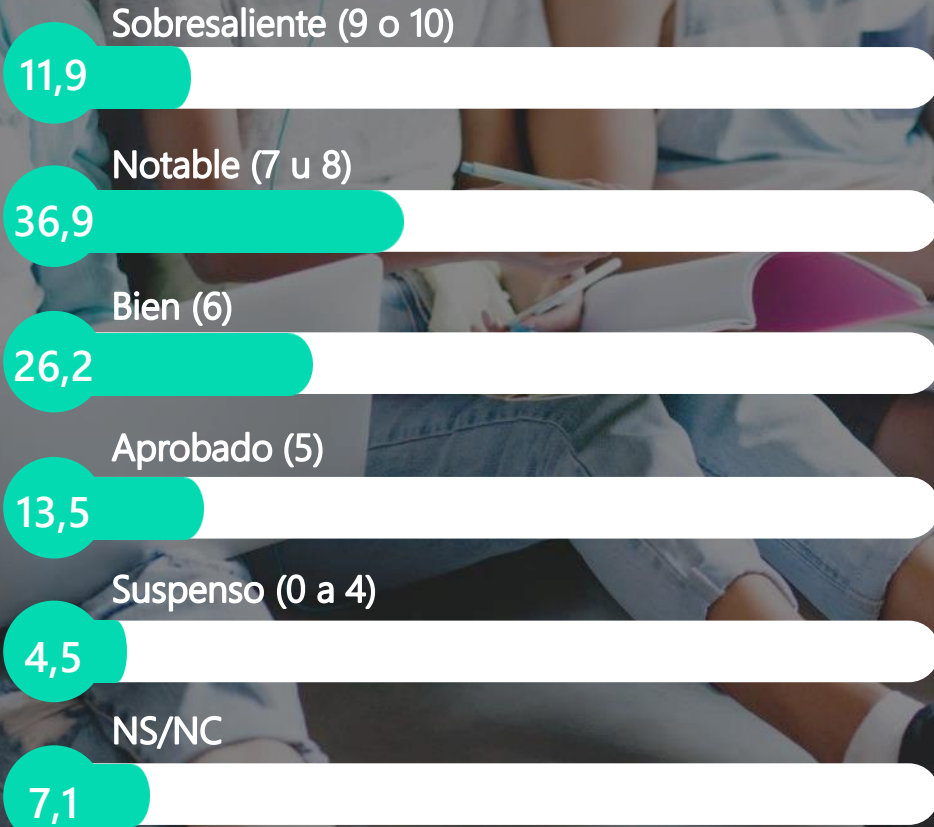 Sobresaliente (9 o 10)
11,9
Notable (7 u 8)
36,9
Bien (6)
26,2
Aprobado (5)
13,5
Suspenso (0 a 4)
4,5
NS/NC
7,1